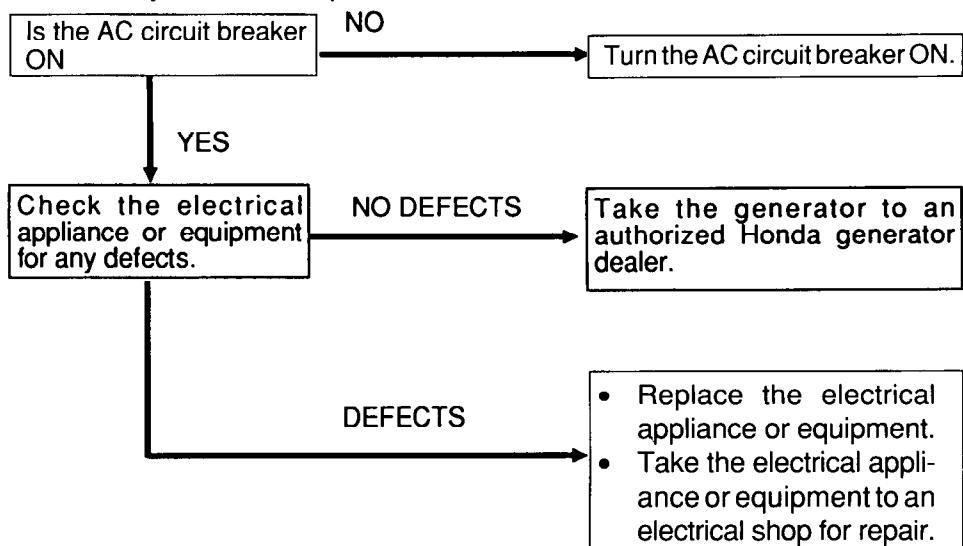 Is the AC circuit breaker
ON
NO
Turn the AC circuit breaker ON.
YES
Check the electrical
appliance or equipment
for any defects.
NO DEFECTS
Take the generator to an
authorized Honda generator
dealer.
DEFECTS
• Replace the electrical
appliance or equipment.
• Take the electrical appli-
ance or equipment to an
electrical shop for repair.